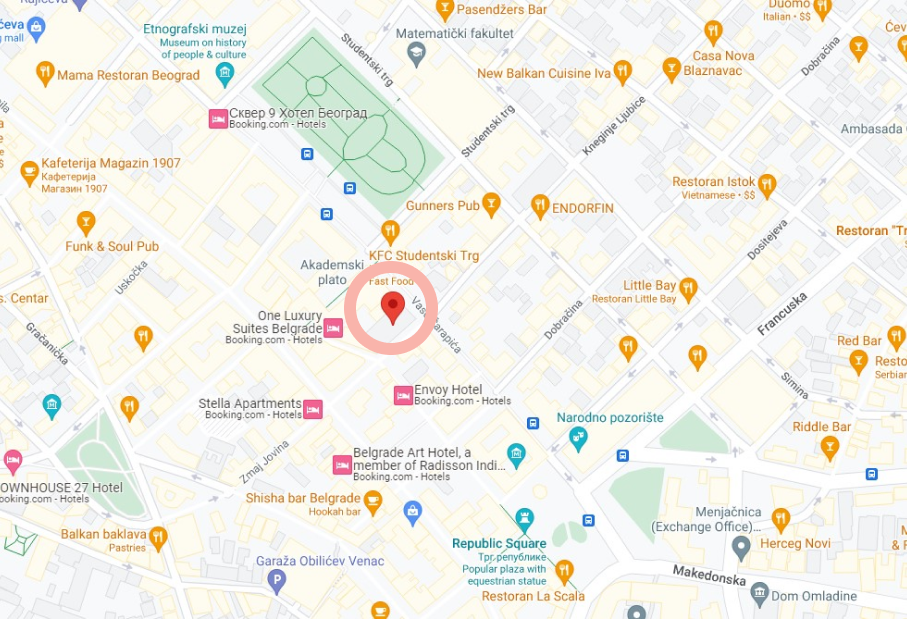 Pasendžers Bar
Duomo
Italian • $$
Etnografski muzej
Museum on history
of people & culture
Studentski trg
Matematički fakultet
Casa Nova
Dobračina
Mama Restoran Beograd
New Balkan Cuisine Iva
Blaznavac
Сквер 9 Хотел Београд
Booking.com - Hotels
Studentski trg
Kneginje Ljubice
Ambasada
Kafeterija Magazin 1907
Кафетерија
Магазин 1907
Restoran Istok
Vietnamese • $$
Gunners Pub
ENDORFIN
Funk & Soul Pub
KFC Studentski Trg
Fast Food
Dositejeva
Restoran "Tr
Akademski
plato
Uskočka
s. Centar
Little Bay
Restoran Little Bay
One Luxury
Suites Belgrade
Booking.com - Hotels
Dobračina
Francuska
Gračanička
Red Bar
Resto
Serbian
Envoy Hotel
Booking.com - Hotels
Simina
Stella Apartments
Booking.com - Hotels
Narodno pozorište
Riddle Bar
Zmaj Jovina
Belgrade Art Hotel, a
member of Radisson Indi...
Booking.com - Hotels
OWNHOUSE 27 Hotel
ooking.com - Hotels
Shisha bar Belgrade
Hookah bar
Menjačnica
(Exchange Office)...
Balkan baklava
Pastries
Republic Square
Трг републике
Popular plaza with
equestrian statue
Herceg Novi
Garaža Obilićev Venac
Makedonska
Restoran La Scala
Dom Omladine